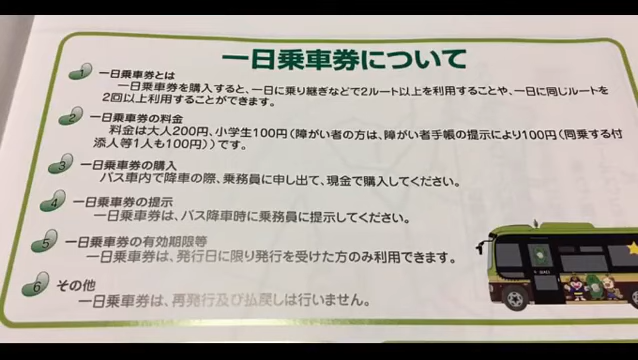 一日乗車券について
1 一日乗車券とは
一日乗車券を購入すると、一日に乗り継ぎなどで2ルート以上を利用することや、一日に同じルートを
2回以上利用することができます。
2 一日乗車券の料金
料金は大人200円、小学生100円(障がい者の方は、障がい者手帳の提示により100円(同乗する付
添人等1人も100円))です。
3 一日乗車券の購入
バス車内で降車の際、乗務員に申し出て、現金で購入してください。
4 一日乗車券の提示
一日乗車券は、バス降車時に乗務員に提示してください。
5 一日乗車券の有効期限等
一日乗車券は、発行日に限り発行を受けた方のみ利用できます。
6 その他
一日乗車券は、再発行及び払戻しは行いません。